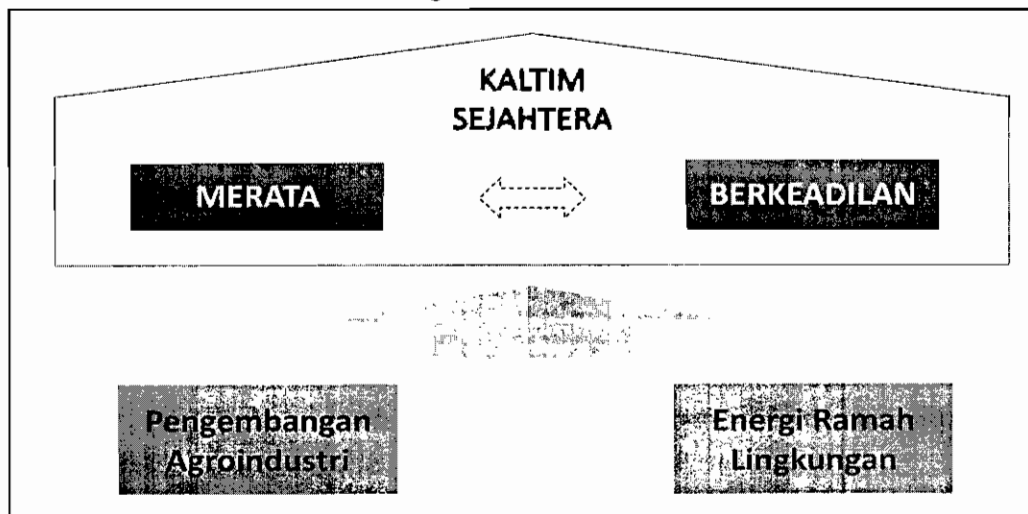 KALTIM
SEJAHTERA
MERATA
BERKEADILAN
Pengembangan
Agroindustri
Energi Ramah
Lingkungan